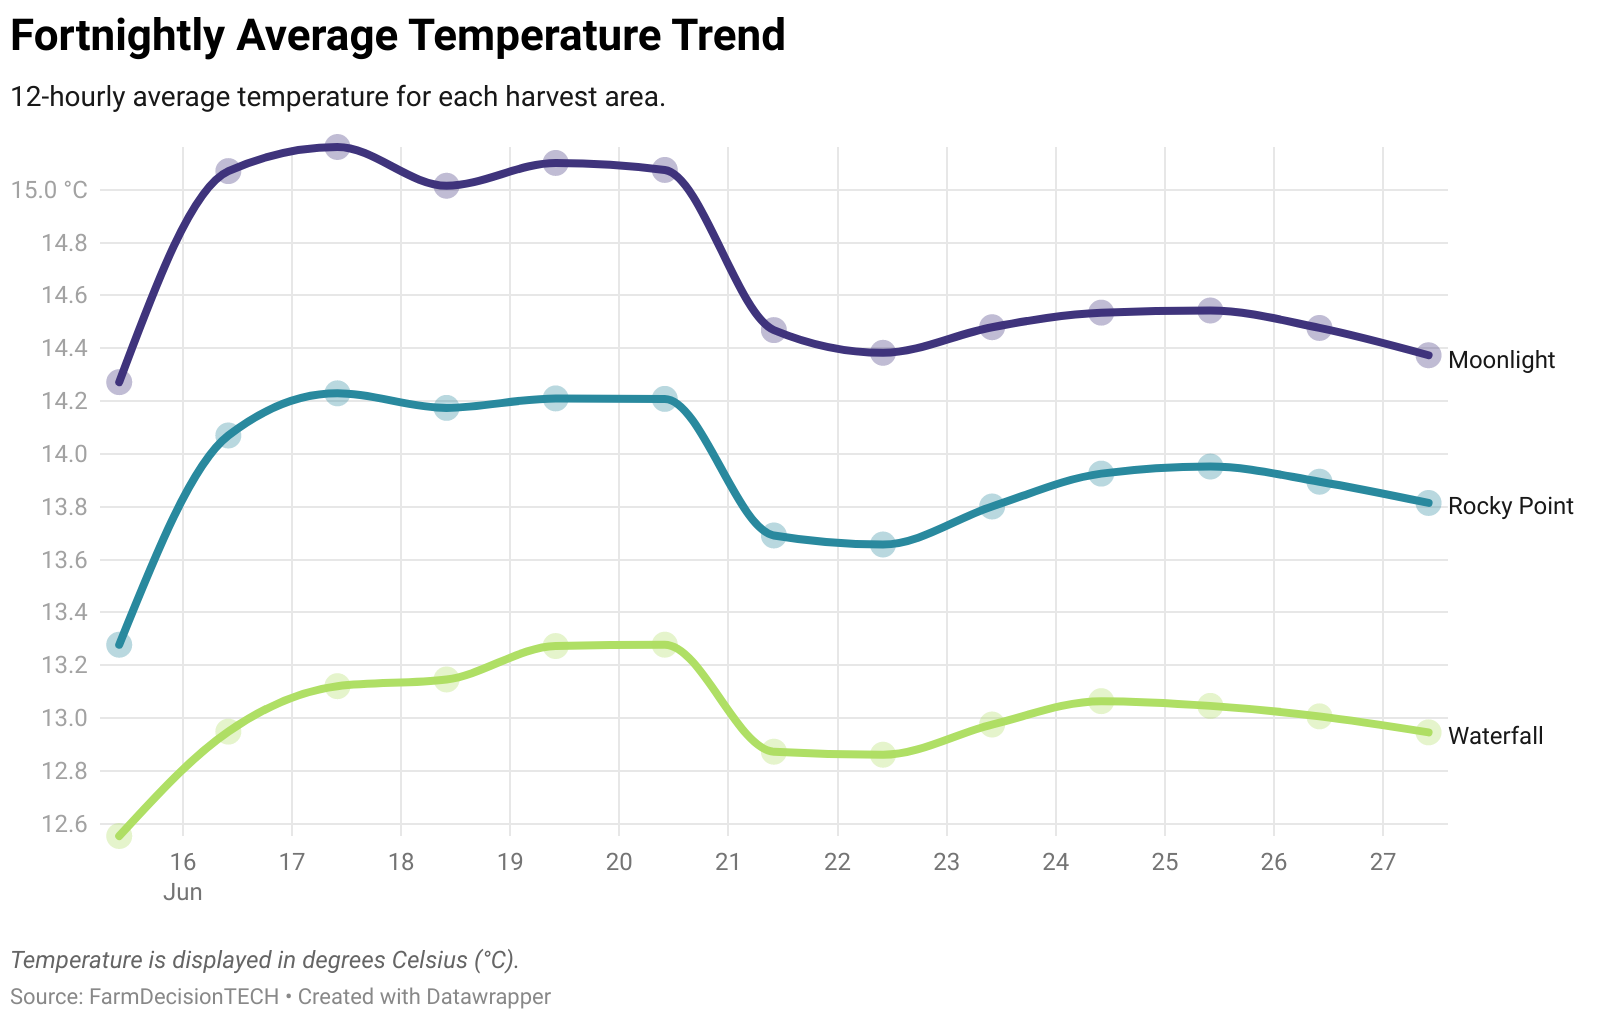 Fortnightly Average Temperature Trend
12-hourly average temperature for each harvest area.
15.0 °C
14.8
14.6
14.4
14.2
14.0
13.8
13.6
13.4
13.2
13.0
12.8
12.6
Moonlight
Rocky Point
Waterfall
16 17 18 19 20 21 22 23 24 25 26 27
Jun
Temperature is displayed in degrees Celsius (°C).
Source: FarmDecisionTECH • Created with Datawrapper